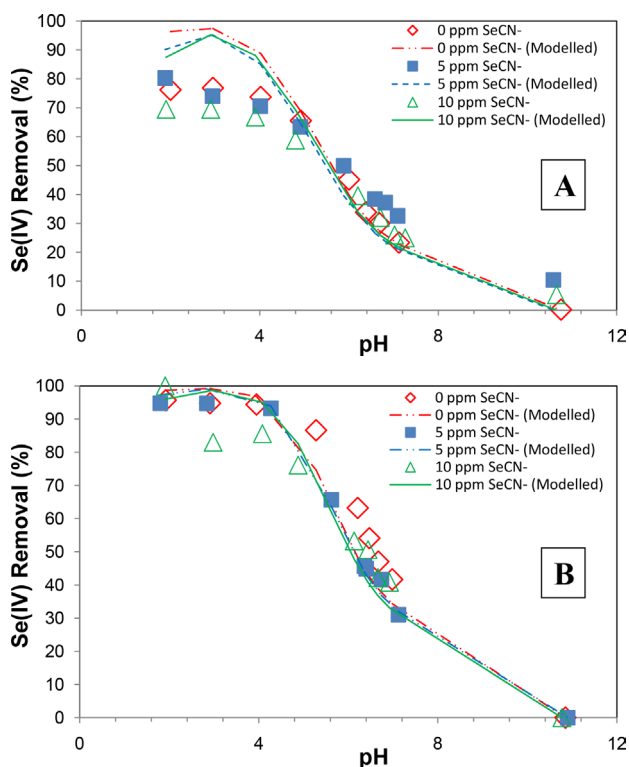 100
90
80
70
60
50
40
30
20
10
0
Se(IV) Removal (%)
0 ppm SeCN-
0 ppm SeCN- (Modelled)
5 ppm SeCN-
5 ppm SeCN- (Modelled)
10 ppm SeCN-
10 ppm SeCN- (Modelled)
A
0 4 8 12
pH
100
90
80
70
60
50
40
30
20
10
0
Se(IV) Removal (%)
0 ppm SeCN-
0 ppm SeCN- (Modelled)
5 ppm SeCN-
5 ppm SeCN- (Modelled)
10 ppm SeCN-
10 ppm SeCN- (Modelled)
B
0 4 8 12
pH